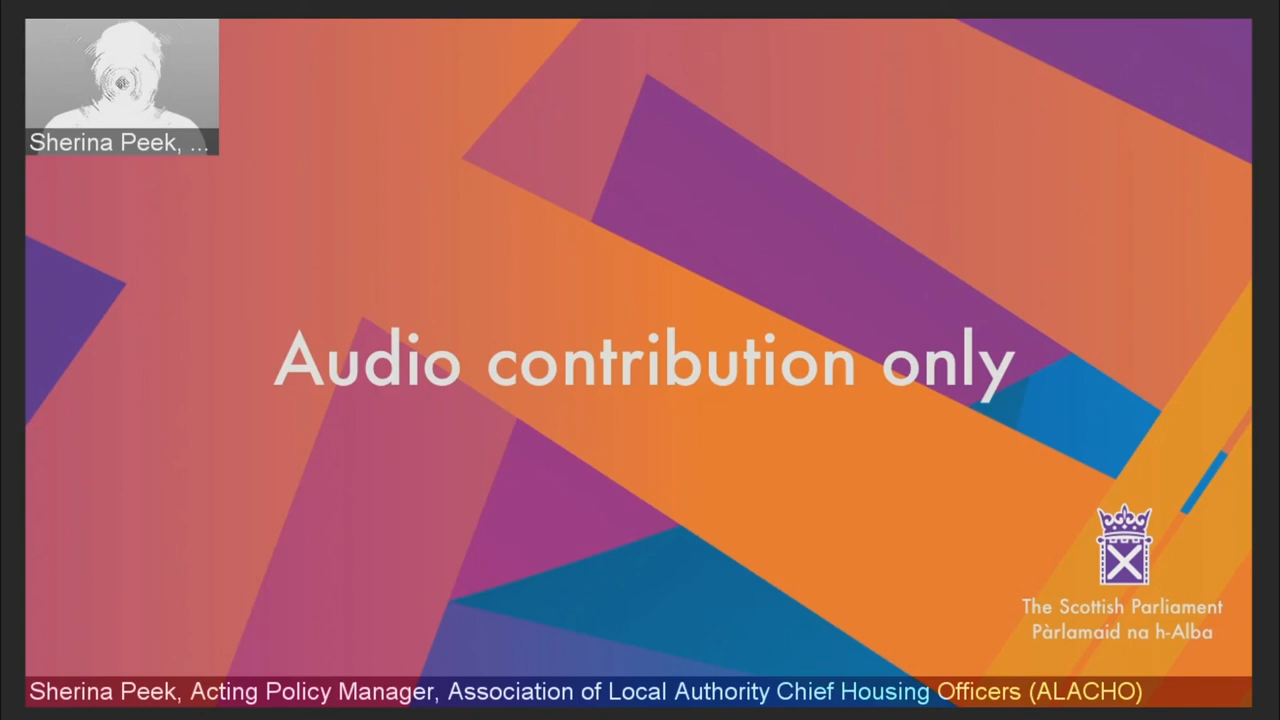 Sherina Peek, ...
Audio contribution only
The Scottish Parliament
Pàrlamaid na h-Alba
Sherina Peek, Acting Policy Manager, Association of Local Authority Chief Housing Officers (ALACHO)